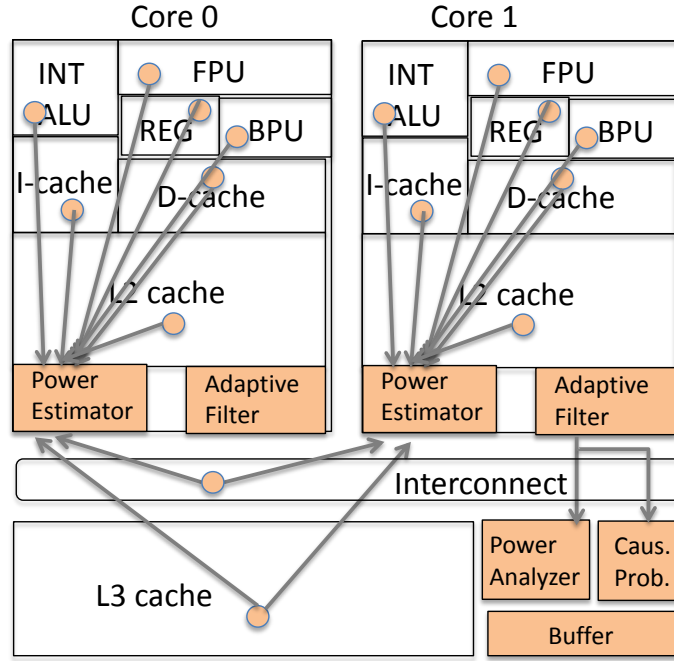 Core 0
Core 1
INT
ALU
FPU
REG
BPU
I-cache
D-cache
L2 cache
Power
Estimator
Adaptive
Filter
INT
ALU
FPU
REG
BPU
I-cache
D-cache
L2 cache
Power
Estimator
Adaptive
Filter
Interconnect
L3 cache
Power
Analyzer
Caus.
Prob.
Buffer